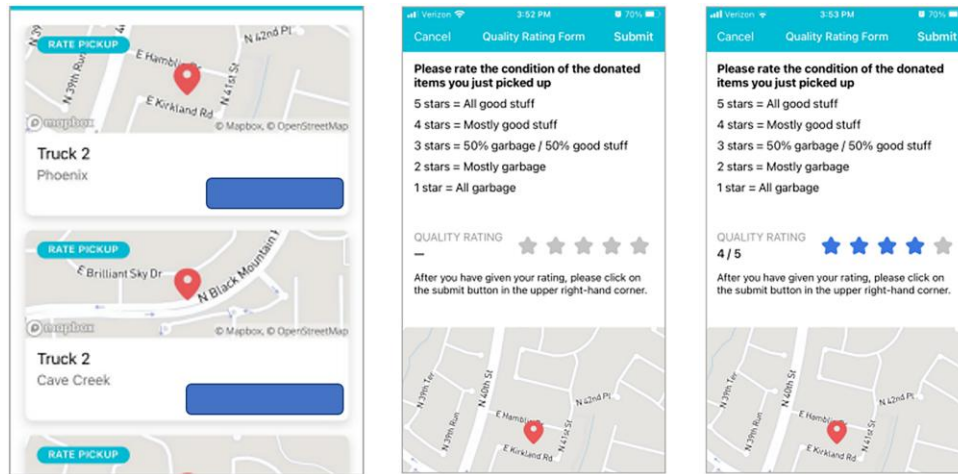 RATE PICKUP
N 42nd Pl
E Hamblin
N 39th Run
N 41st St
E Kirkland Rd
mapbox
© Mapbox, © OpenStreetMap
Truck 2
Phoenix
RATE PICKUP
E Brilliant Sky Dr
N Black Mountain
mapbox
© Mapbox, © OpenStreetMap
Truck 2
Cave Creek
RATE PICKUP
Verizon 3:52 PM 70%
Cancel Quality Rating Form Submit
Please rate the condition of the donated
items you just picked up
5 stars = All good stuff
4 stars = Mostly good stuff
3 stars = 50% garbage / 50% good stuff
2 stars = Mostly garbage
1 star = All garbage
QUALITY RATING
—
After you have given your rating, please click on
the submit button in the upper right-hand corner.
N 39th Ter
N 40th St
N 42nd Pl
N 39th Run
E Hamblin
N 41st St
E Kirkland Rd
Verizon 3:53 PM 70%
Cancel Quality Rating Form Submit
Please rate the condition of the donated
items you just picked up
5 stars = All good stuff
4 stars = Mostly good stuff
3 stars = 50% garbage / 50% good stuff
2 stars = Mostly garbage
1 star = All garbage
QUALITY RATING
4 / 5
After you have given your rating, please click on
the submit button in the upper right-hand corner.
N 39th Ter
N 40th St
N 42nd Pl
N 39th Run
E Hamblin
N 41st St
E Kirkland Rd